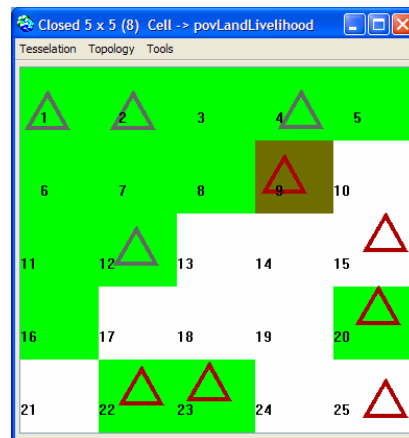 Closed 5 x 5 (8) Cell -> povLandLivelihood
Tesselation Topology Tools
1 2 3 4 5
6 7 8 9 10
11 12 13 14 15
16 17 18 19 20
21 22 23 24 25